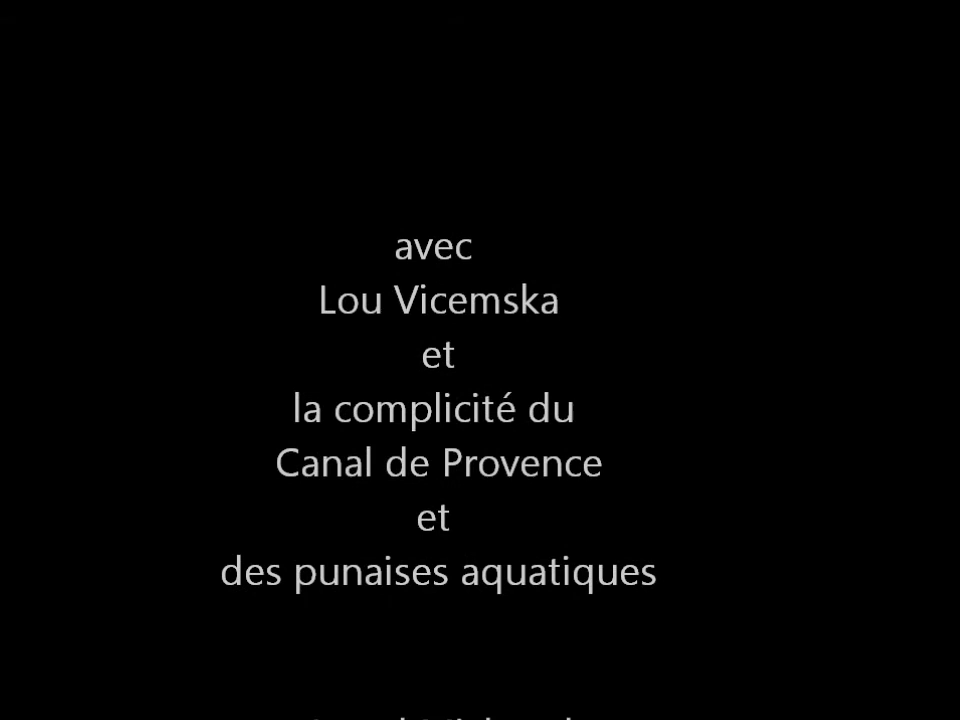 avec
Lou Vicemska
et
la complicité du
Canal de Provence
et
des punaises aquatiques